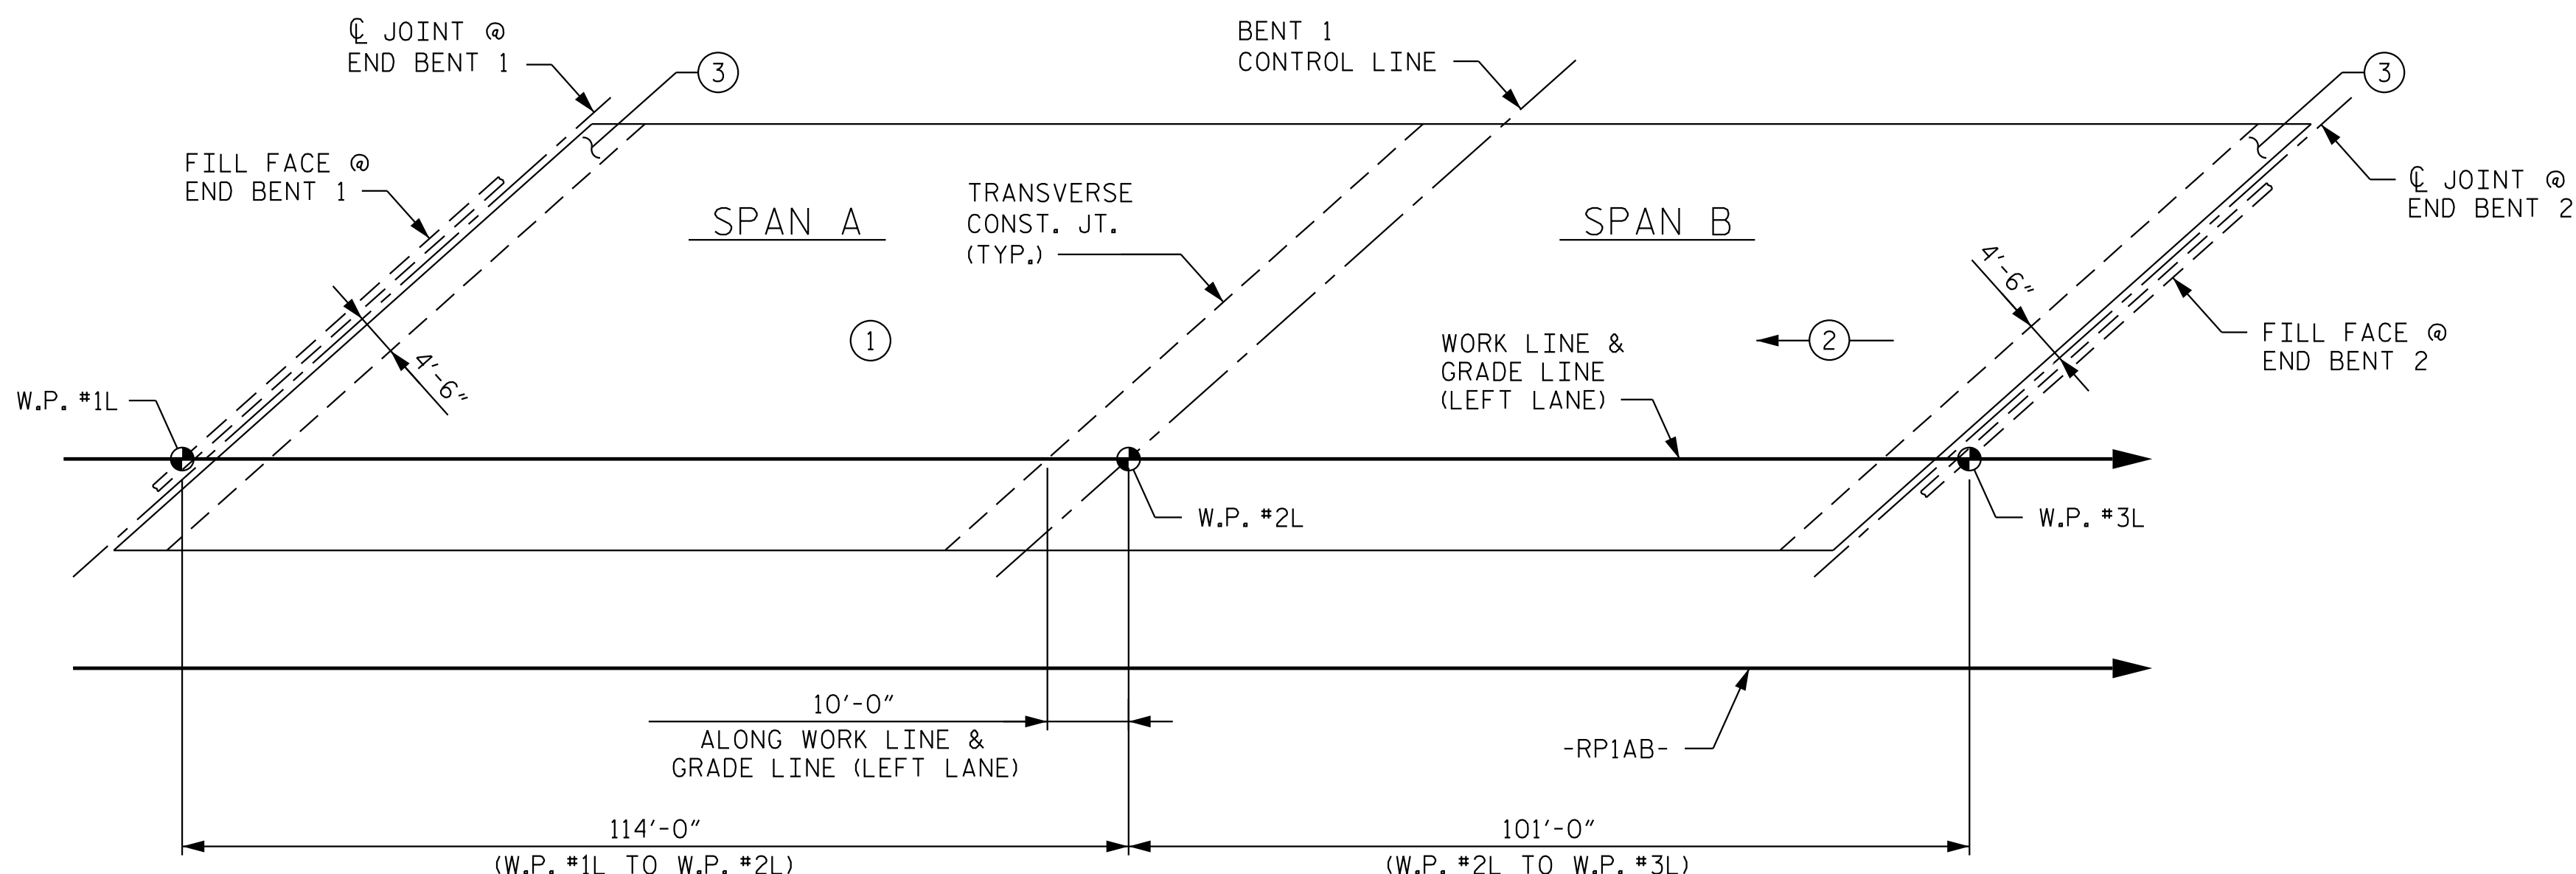 ℄ JOINT @
END BENT 1
3
BENT 1
CONTROL LINE
3
FILL FACE @
END BENT 1
SPAN A
TRANSVERSE
CONST. JT.
(TYP.)
SPAN B
℄ JOINT @
END BENT 2
4'-6"
1
2
WORK LINE &
GRADE LINE
(LEFT LANE)
FILL FACE @
END BENT 2
4'-6"
W.P. #1L
W.P. #2L
W.P. #3L
10'-0"
ALONG WORK LINE &
GRADE LINE (LEFT LANE)
-RP1AB-
114'-0"
(W.P. #1L TO W.P. #2L)
101'-0"
(W.P. #2L TO W.P. #3L)